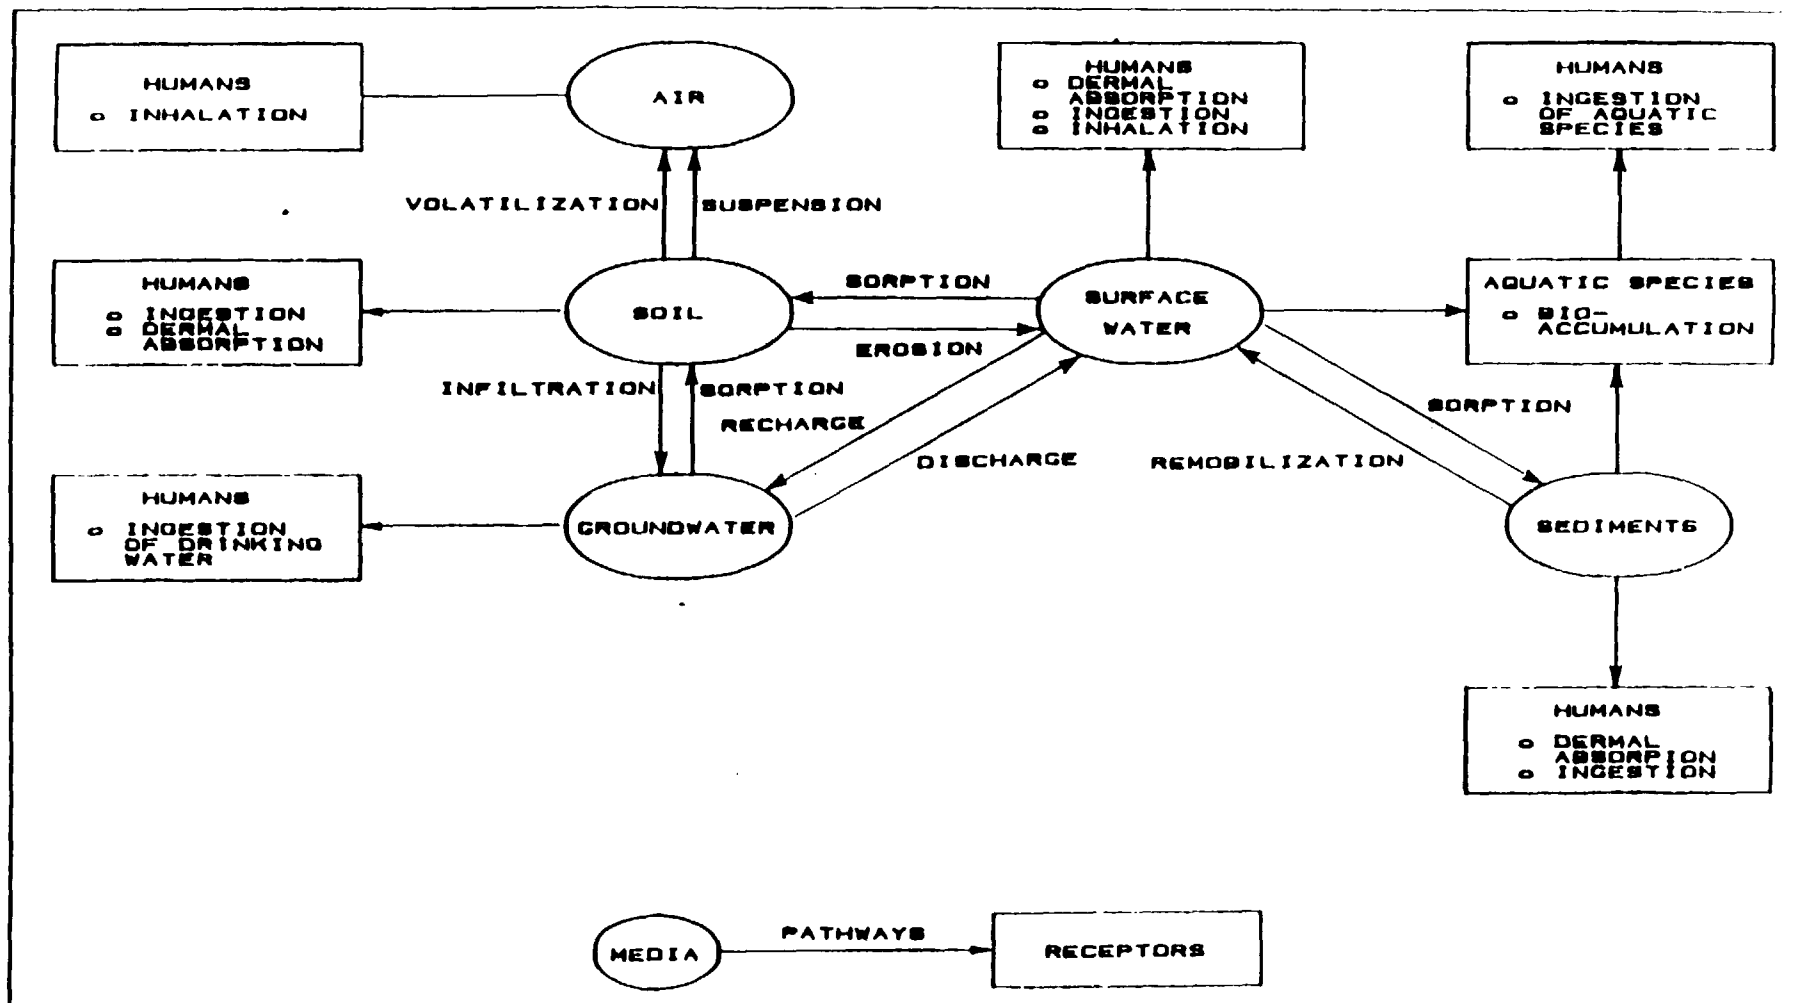 HUMANS
o INHALATION
AIR
HUMANS
o DERMAL
ABSORPTION
o INGESTION
o INHALATION
HUMANS
o INGESTION
OF AQUATIC
SPECIES
VOLATILIZATION
SUSPENSION
HUMANS
o INGESTION
o DERMAL
ABSORPTION
SOIL
SORPTION
EROSION
SURFACE
WATER
AQUATIC SPECIES
o BIO-
ACCUMULATION
INFILTRATION
SORPTION
RECHARGE
DISCHARGE
SORPTION
REMOBILIZATION
HUMANS
o INGESTION
OF DRINKING
WATER
GROUNDWATER
SEDIMENTS
HUMANS
o DERMAL
ABSORPION
o INGESTION
MEDIA
PATHWAYS
RECEPTORS